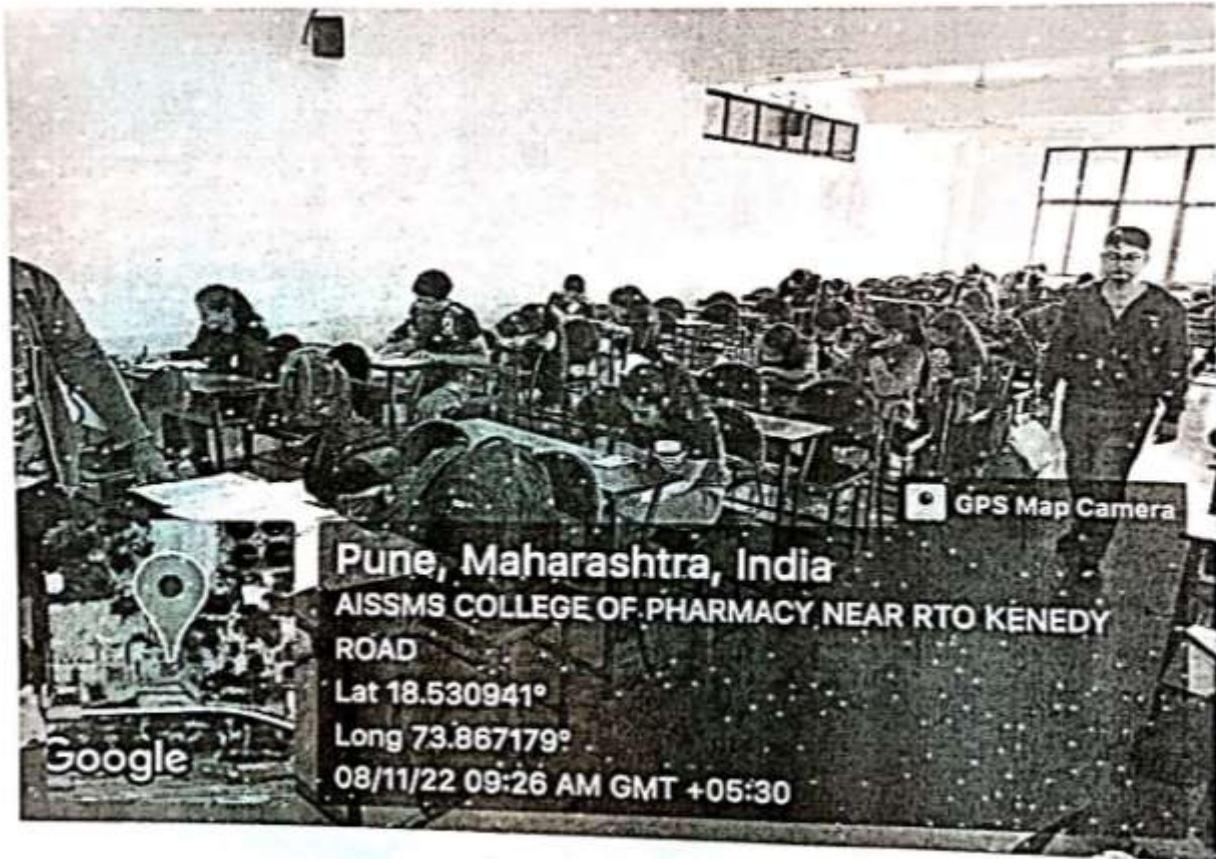 GPS Map Camera
Pune, Maharashtra, India
AISSMS COLLEGE OF PHARMACY NEAR RTO KENEDY
ROAD
Lat 18.530941°
Long 73.867179°
08/11/22 09:26 AM GMT +05:30
Google